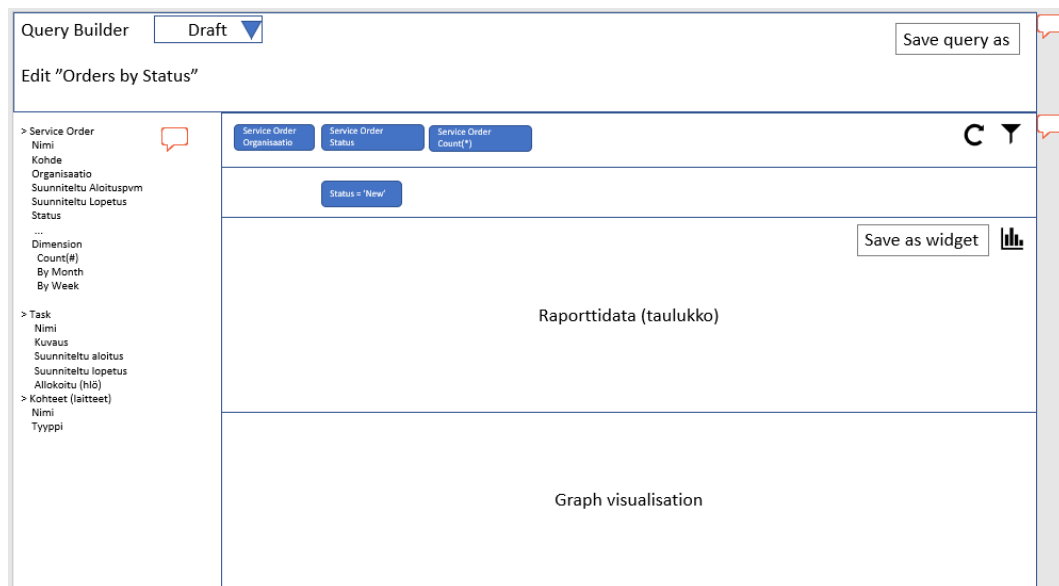 Query Builder
Draft
Save query as
Edit ”Orders by Status”
> Service Order
Nimi
Kohde
Organisaatio
Suunniteltu Aloituspvm
Suunniteltu Lopetus
Status
...
Dimension
Count(#)
By Month
By Week
> Task
Nimi
Kuvaus
Suunniteltu aloitus
Suunniteltu lopetus
Allokoitu (hlö)
> Kohteet (laitteet)
Nimi
Tyyppi
Service Order
Organisaatio
Service Order
Status
Service Order
Count(*)
Status = 'New'
Save as widget
Raporttidata (taulukko)
Graph visualisation